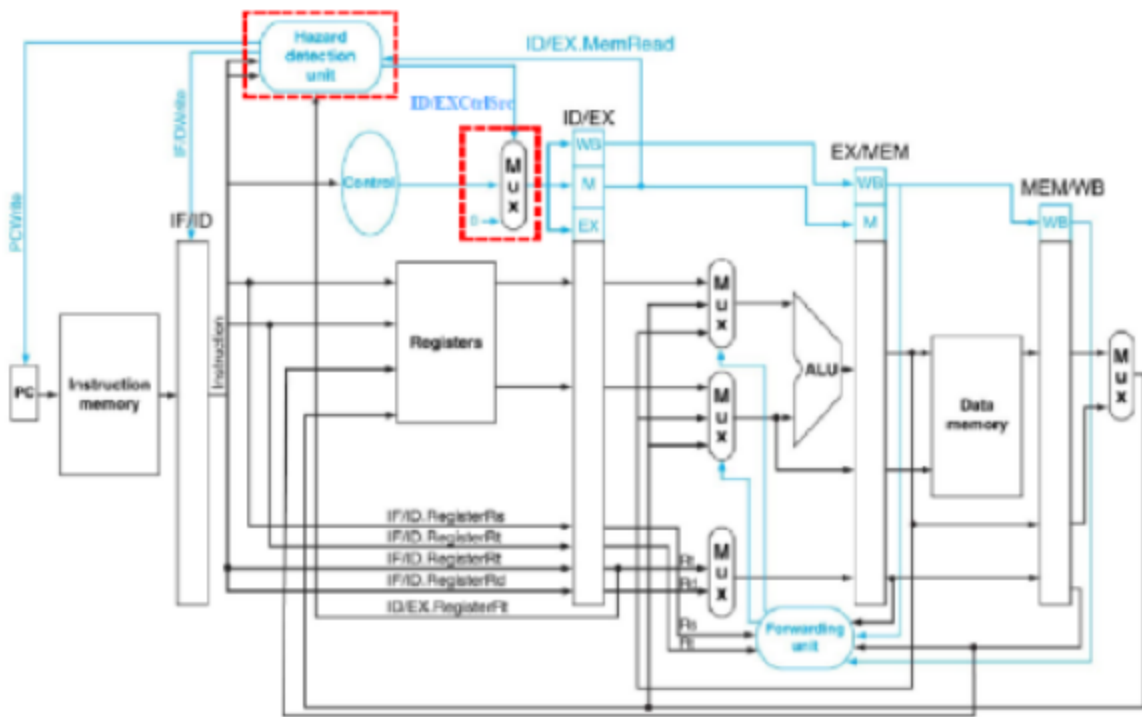 Hazard
detection
unit
ID/EX.MemRead
ID/EXCtrlSrc
ID/EX
EX/MEM
MEM/WB
PCWrite
IF/DWrite
IF/ID
Control
0
M
u
x
WB
M
EX
WB
M
WB
PC
Instruction
memory
Instruction
Registers
M
u
x
M
u
x
ALU
Data
memory
M
u
x
IF/ID.RegisterRs
IF/ID.RegisterRt
IF/ID.RegisterRt
IF/ID.RegisterRd
ID/EX.RegisterRt
Rt
Rd
M
u
x
Rs
Rt
Forwarding
unit